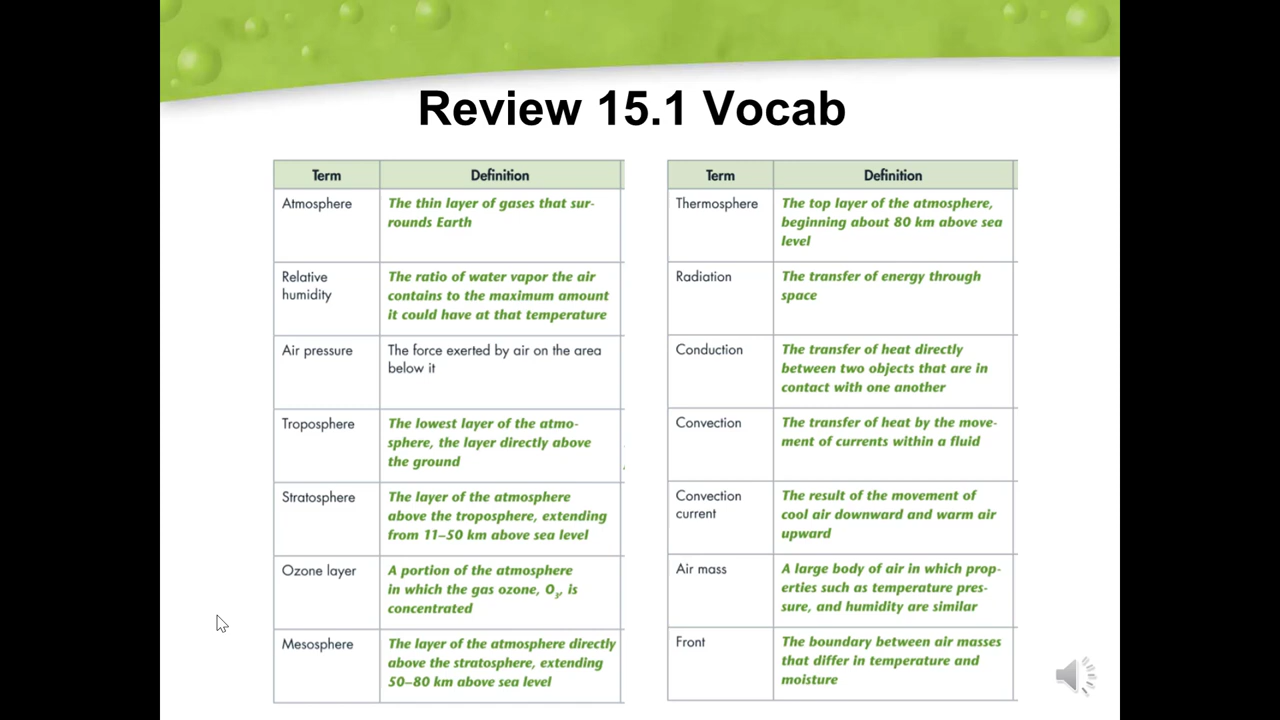 Review 15.1 Vocab
Term Definition
Atmosphere The thin layer of gases that sur-
rounds Earth
Relative The ratio of water vapor the air
humidity contains to the maximum amount
it could have at that temperature
Air pressure The force exerted by air on the area
below it
Troposphere The lowest layer of the atmo-
sphere, the layer directly above
the ground
Stratosphere The layer of the atmosphere
above the troposphere, extending
from 11–50 km above sea level
Ozone layer A portion of the atmosphere
in which the gas ozone, O₃, is
concentrated
Mesosphere The layer of the atmosphere directly
above the stratosphere, extending
50–80 km above sea level
Term Definition
Thermosphere The top layer of the atmosphere,
beginning about 80 km above sea
level
Radiation The transfer of energy through
space
Conduction The transfer of heat directly
between two objects that are in
contact with one another
Convection The transfer of heat by the move-
ment of currents within a fluid
Convection The result of the movement of
current cool air downward and warm air
upward
Air mass A large body of air in which prop-
erties such as temperature pres-
sure, and humidity are similar
Front The boundary between air masses
that differ in temperature and
moisture